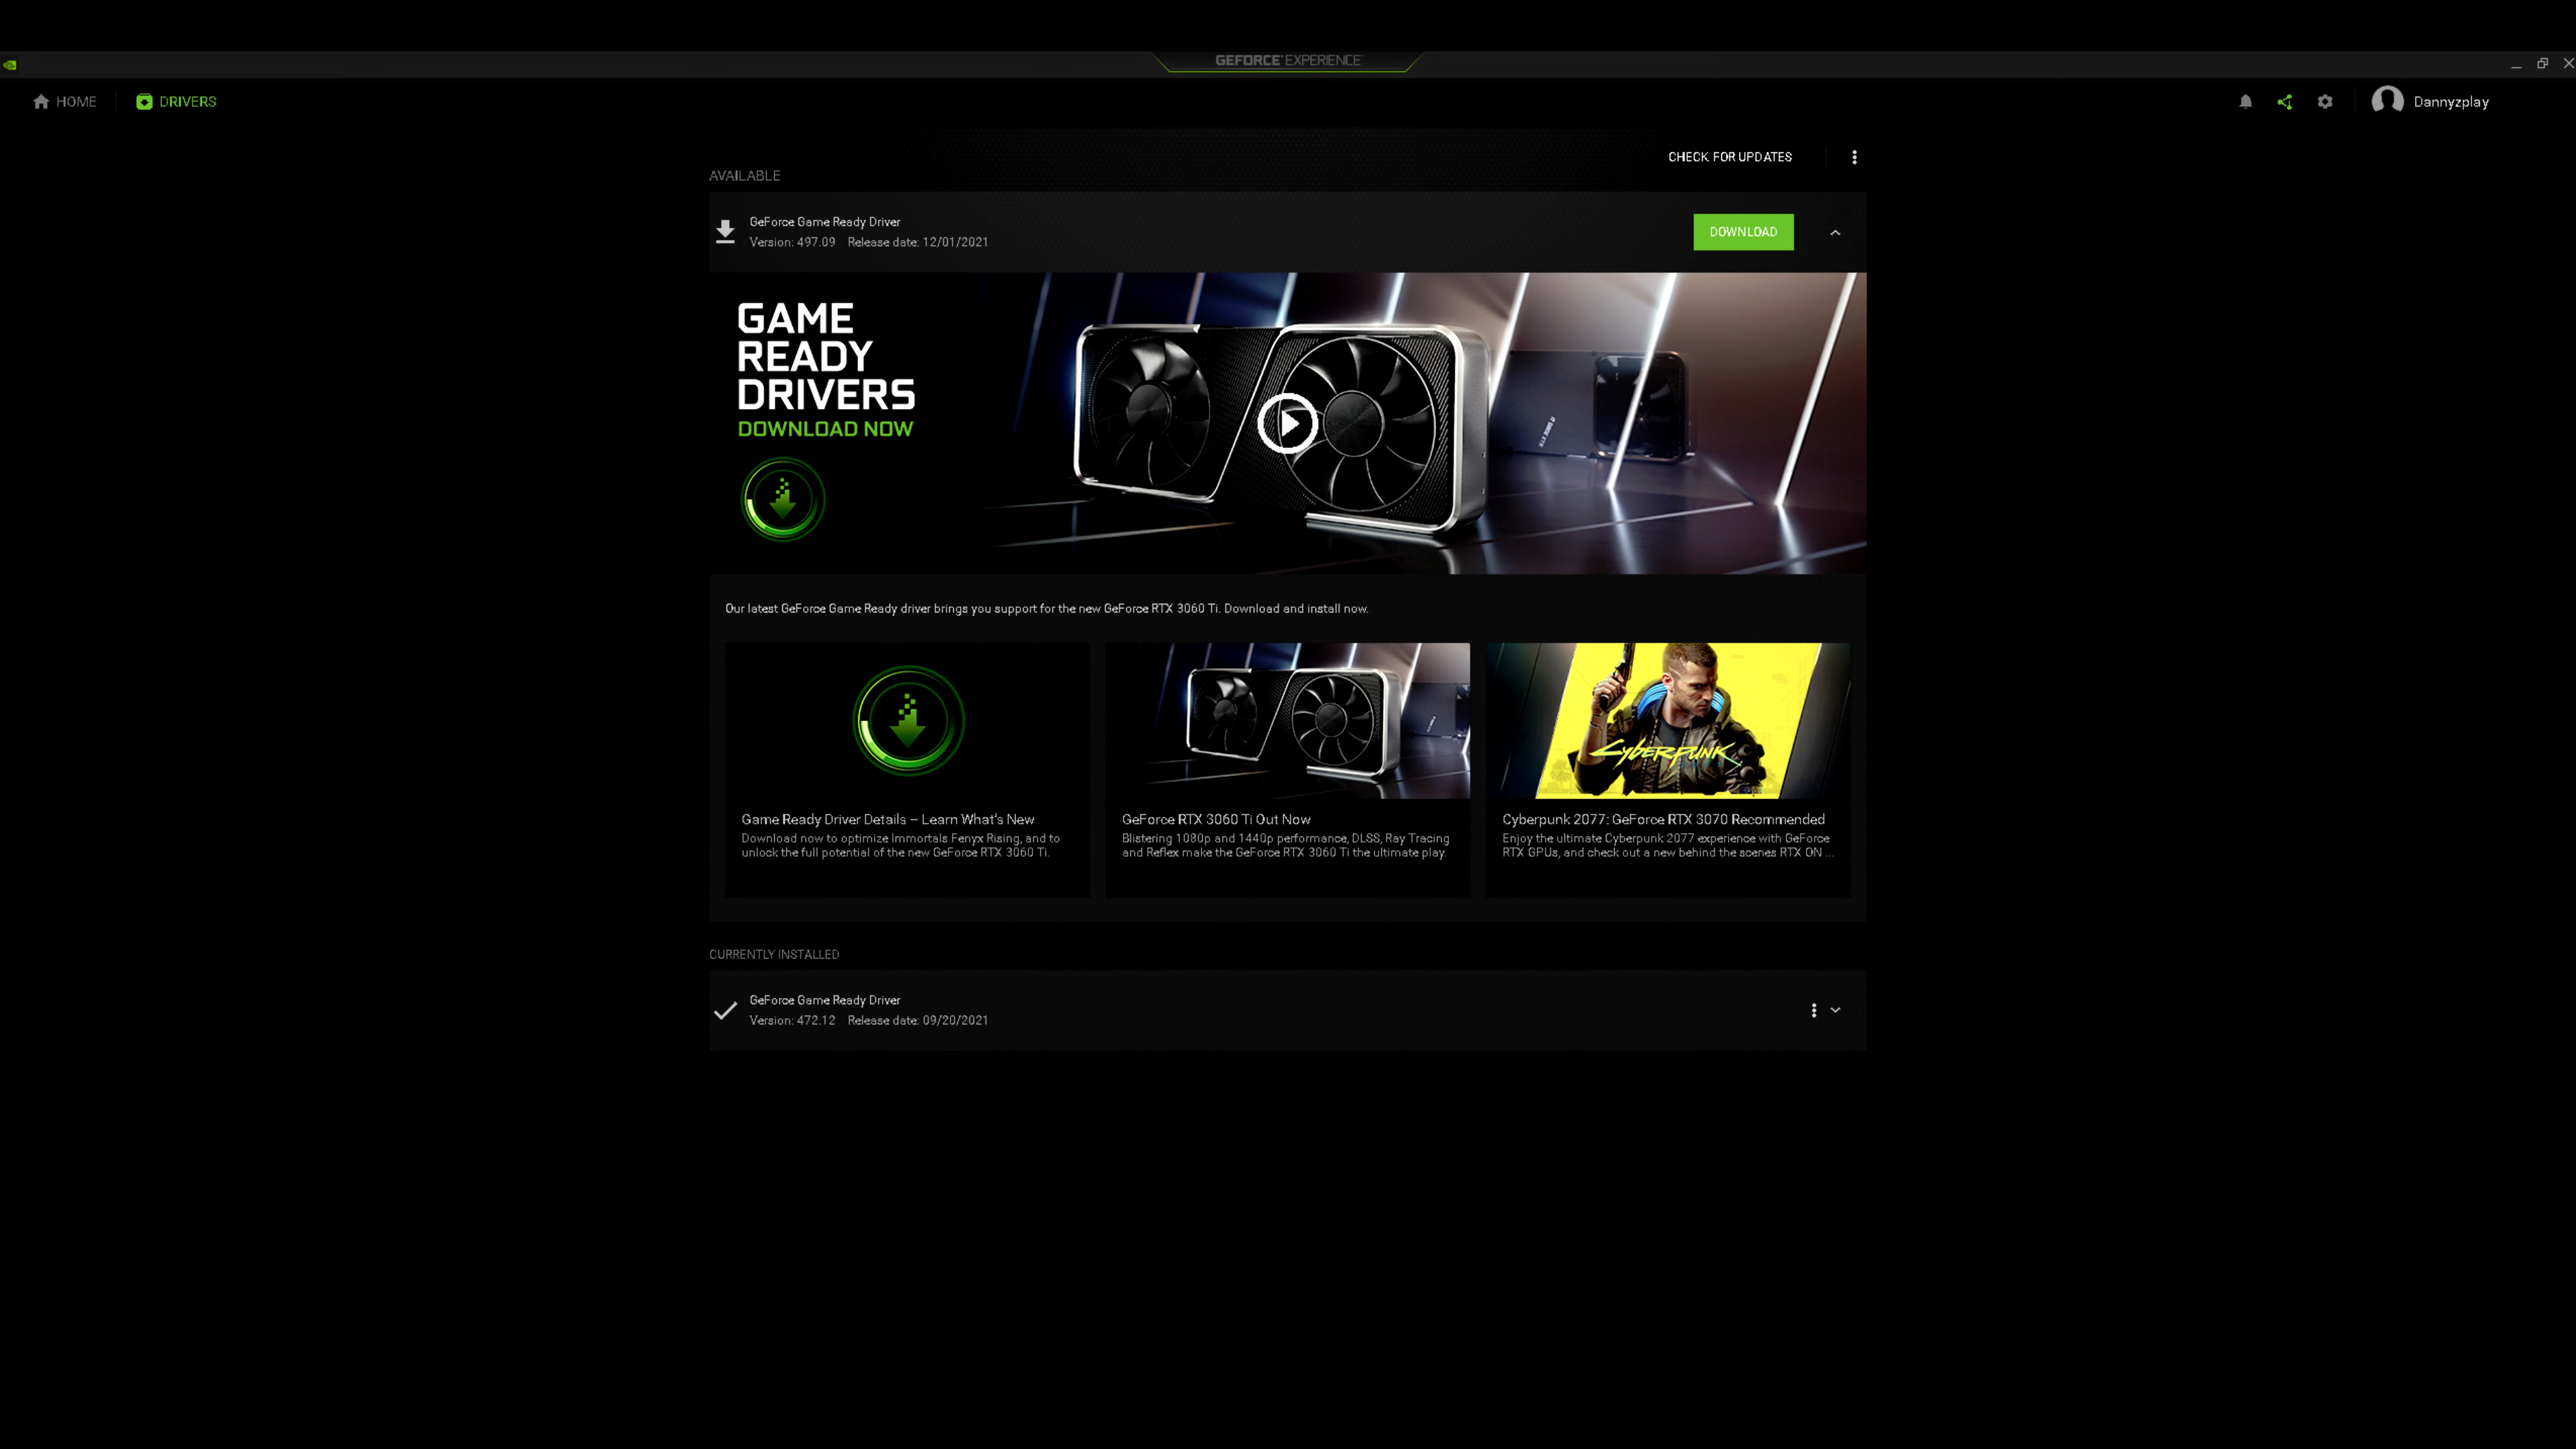 GEFORCE EXPERIENCE
HOME
DRIVERS
Dannyzplay
CHECK FOR UPDATES
AVAILABLE
GeForce Game Ready Driver
Version: 497.09 Release date: 12/01/2021
DOWNLOAD
GAME
READY
DRIVERS
DOWNLOAD NOW
Our latest GeForce Game Ready driver brings you support for the new GeForce RTX 3060 Ti. Download and install now.
Game Ready Driver Details – Learn What's New
Download now to optimize Immortals Fenyx Rising, and to
unlock the full potential of the new GeForce RTX 3060 Ti.
GeForce RTX 3060 Ti Out Now
Blistering 1080p and 1440p performance, DLSS, Ray Tracing
and Reflex make the GeForce RTX 3060 Ti the ultimate play.
Cyberpunk
Cyberpunk 2077: GeForce RTX 3070 Recommended
Enjoy the ultimate Cyberpunk 2077 experience with GeForce
RTX GPUs, and check out a new behind the scenes RTX ON ...
CURRENTLY INSTALLED
GeForce Game Ready Driver
Version: 472.12 Release date: 09/20/2021